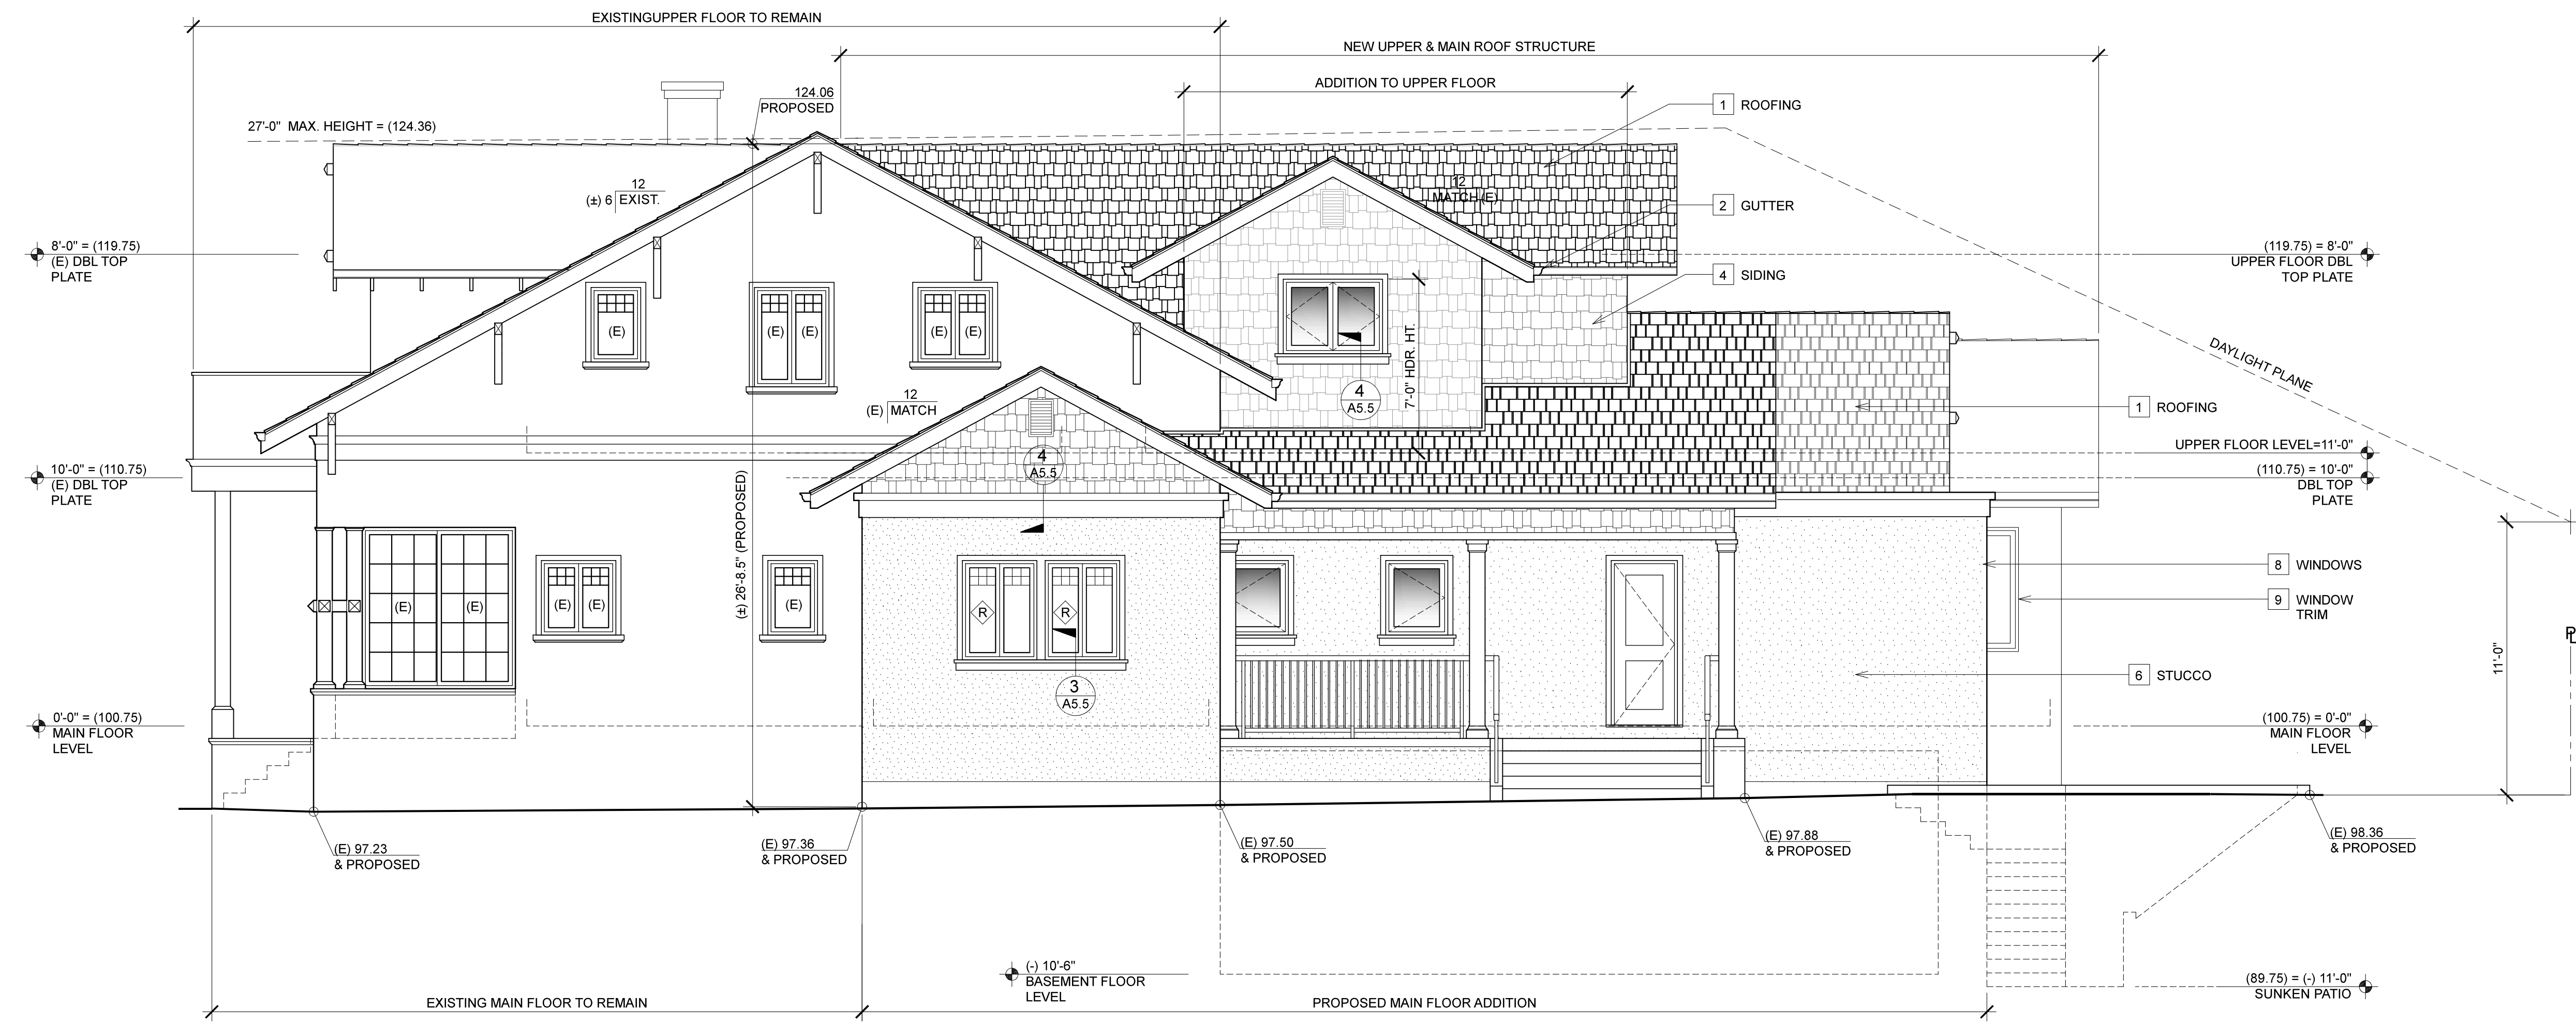 EXISTINGUPPER FLOOR TO REMAIN
NEW UPPER & MAIN ROOF STRUCTURE
ADDITION TO UPPER FLOOR
124.06
PROPOSED
27'-0" MAX. HEIGHT = (124.36)
1 ROOFING
12
(±) 6 EXIST.
12
MATCH (E)
2 GUTTER
8'-0" = (119.75)
(E) DBL TOP
PLATE
(119.75) = 8'-0"
UPPER FLOOR DBL
TOP PLATE
4 SIDING
(E)
(E) (E)
(E) (E)
7'-0" HDR. HT.
DAYLIGHT PLANE
4
A5.5
12
(E) MATCH
1 ROOFING
UPPER FLOOR LEVEL=11'-0"
4
A5.5
10'-0" = (110.75)
(E) DBL TOP
PLATE
(110.75) = 10'-0"
DBL TOP
PLATE
(±) 26'-8.5" (PROPOSED)
8 WINDOWS
9 WINDOW
TRIM
(E) (E)
(E) (E)
(E)
R R
PL
11'-0"
6 STUCCO
3
A5.5
0'-0" = (100.75)
MAIN FLOOR
LEVEL
(100.75) = 0'-0"
MAIN FLOOR
LEVEL
(E) 97.23
& PROPOSED
(E) 97.36
& PROPOSED
(E) 97.50
& PROPOSED
(E) 97.88
& PROPOSED
(E) 98.36
& PROPOSED
(-) 10'-6"
BASEMENT FLOOR
LEVEL
(89.75) = (-) 11'-0"
SUNKEN PATIO
EXISTING MAIN FLOOR TO REMAIN
PROPOSED MAIN FLOOR ADDITION